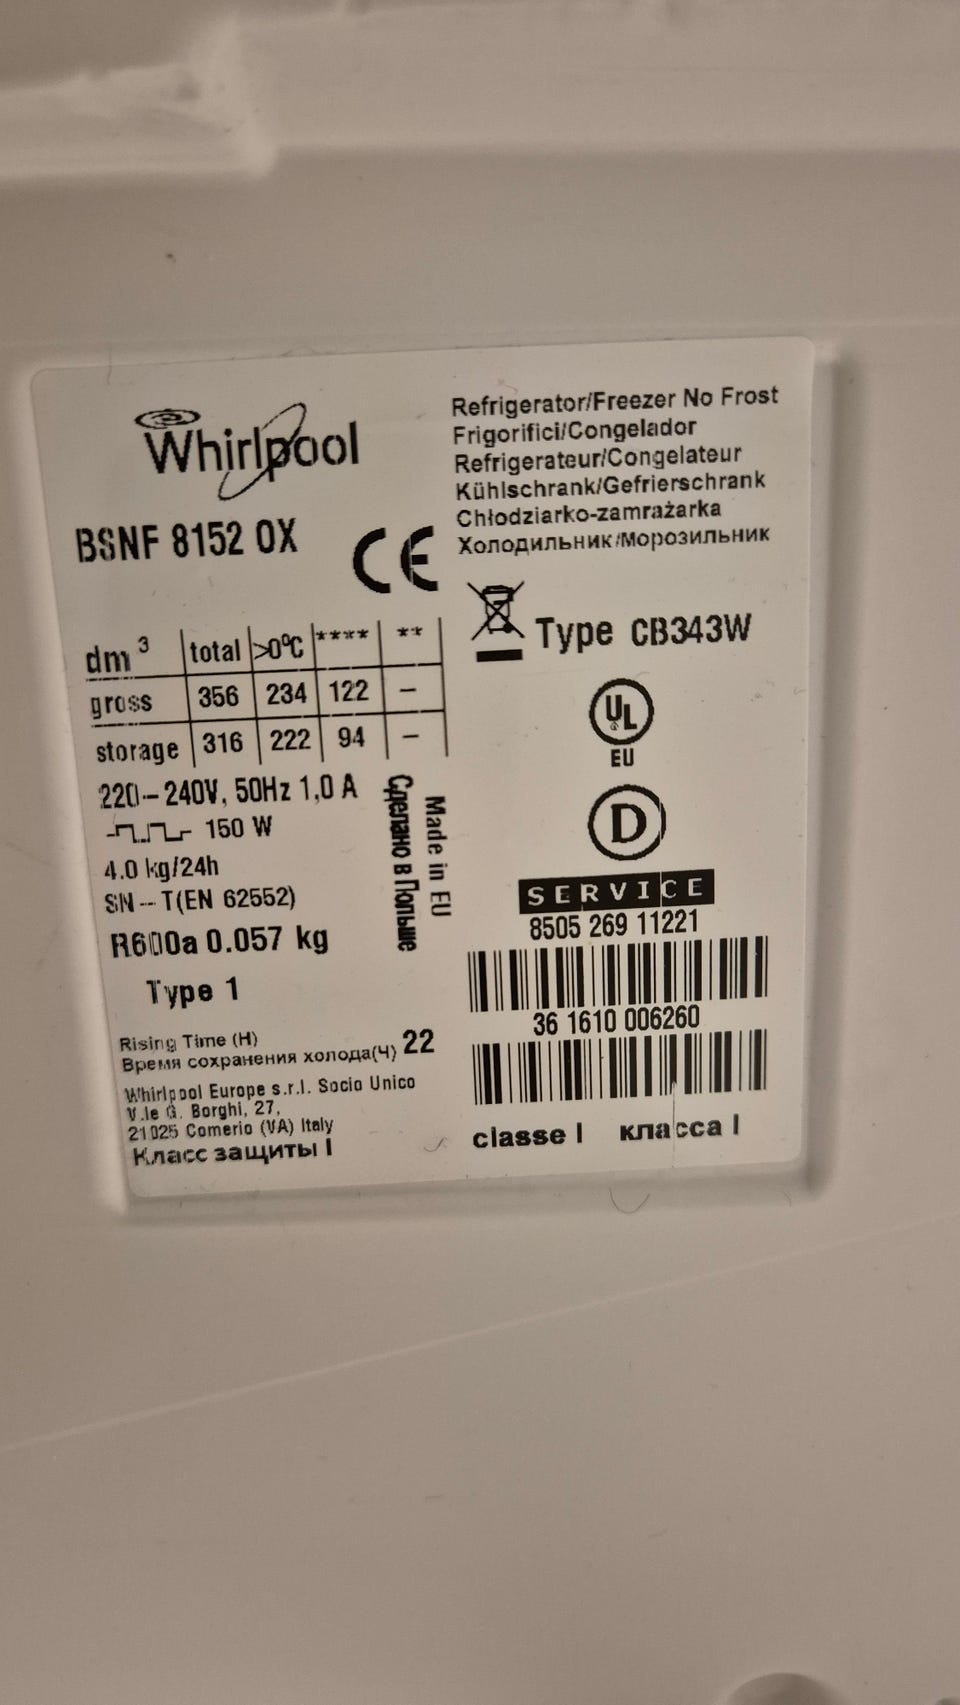 Whirlpool
BSNF 8152 OX
CE
Refrigerator/Freezer No Frost
Frigorifici/Congelador
Refrigerateur/Congelateur
Kühlschrank/Gefrierschrank
Chłodziarko-zamrażarka
Холодильник/морозильник
Type CB343W
dm³ total >0°C **** **
gross 356 234 122 –
storage 316 222 94 –
220–240V, 50Hz 1,0 A
150 W
4.0 kg/24h
SN -- T(EN 62552)
R600a 0.057 kg
Type 1
Made in EU
Сделано в Польше
UL
EU
D
SERVICE
8505 269 11221
36 1610 006260
Rising Time (H)
Время сохранения холода(Ч) 22
Whirlpool Europe s.r.l. Socio Unico
V.le G. Borghi, 27,
21025 Comerio (VA) Italy
Класс защиты I
classe I класса I